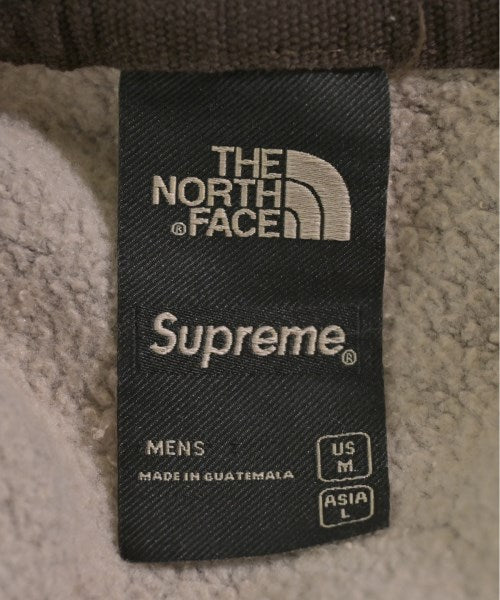 THE
NORTH
®FACE
Supreme®
MENS
MADE IN GUATEMALA
US
M
ASIA
L